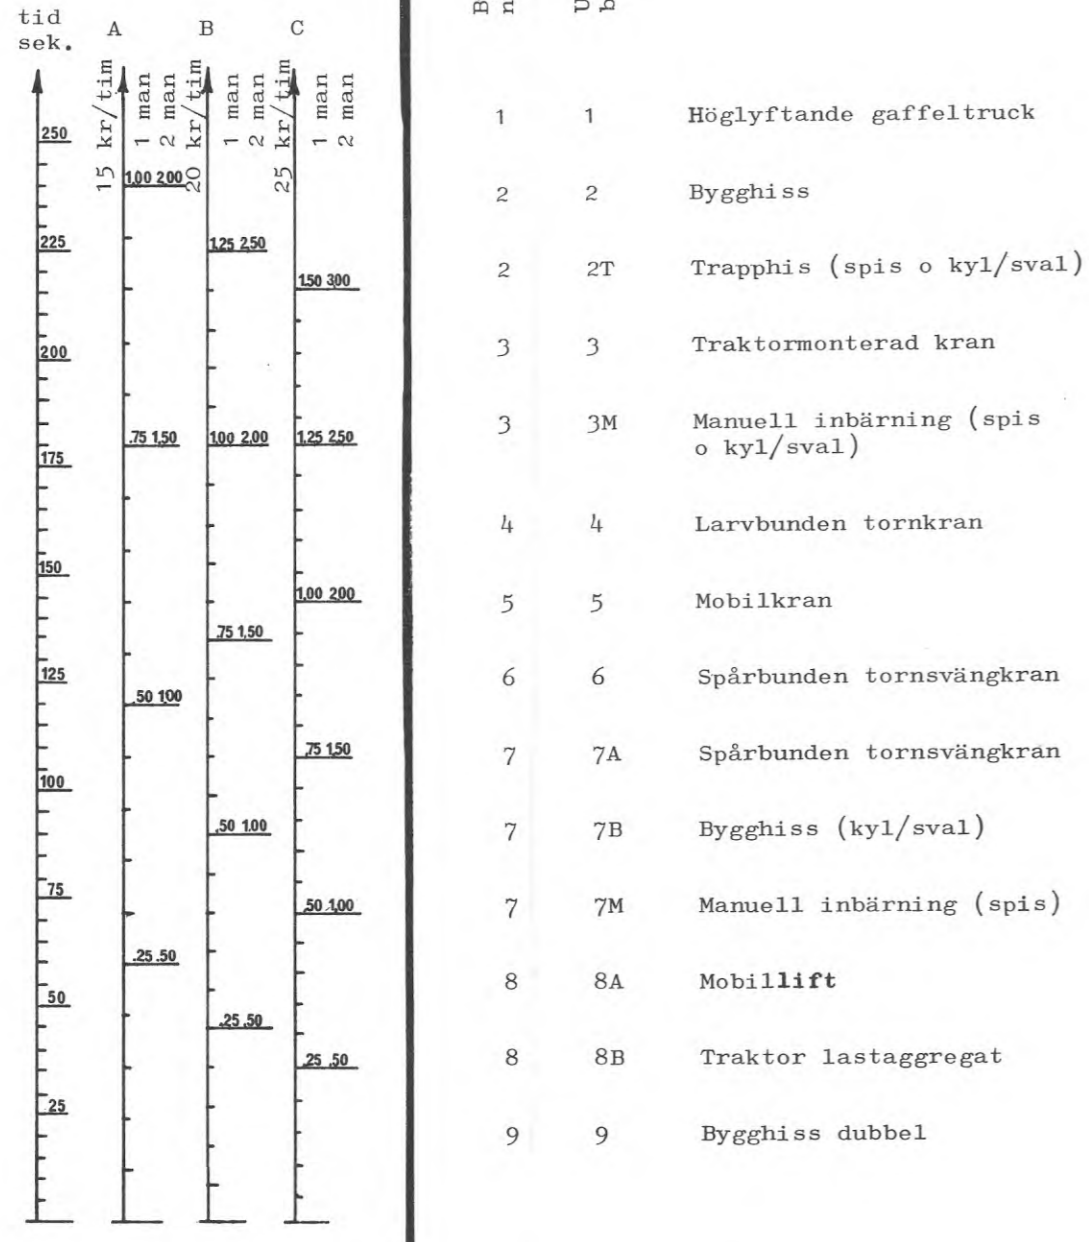 tid
sek.
A
B
C
15 kr/tim
1 man
2 man
20 kr/tim
1 man
2 man
25 kr/tim
1 man
2 man
250
225
200
175
150
125
100
75
50
25
1,00 2,00
.75 1,50
.50 1,00
.25 .50
1,25 2,50
1,00 2,00
.75 1,50
.50 1,00
.25 .50
1,50 3,00
1,25 2,50
1,00 2,00
.75 1,50
.50 1,00
.25 .50
1 1 Höglyftande gaffeltruck
2 2 Bygghiss
2 2T Trapphis (spis o kyl/sval)
3 3 Traktormonterad kran
3 3M Manuell inbärning (spis
o kyl/sval)
4 4 Larvbunden tornkran
5 5 Mobilkran
6 6 Spårbunden tornsvängkran
7 7A Spårbunden tornsvängkran
7 7B Bygghiss (kyl/sval)
7 7M Manuell inbärning (spis)
8 8A Mobillift
8 8B Traktor lastaggregat
9 9 Bygghiss dubbel